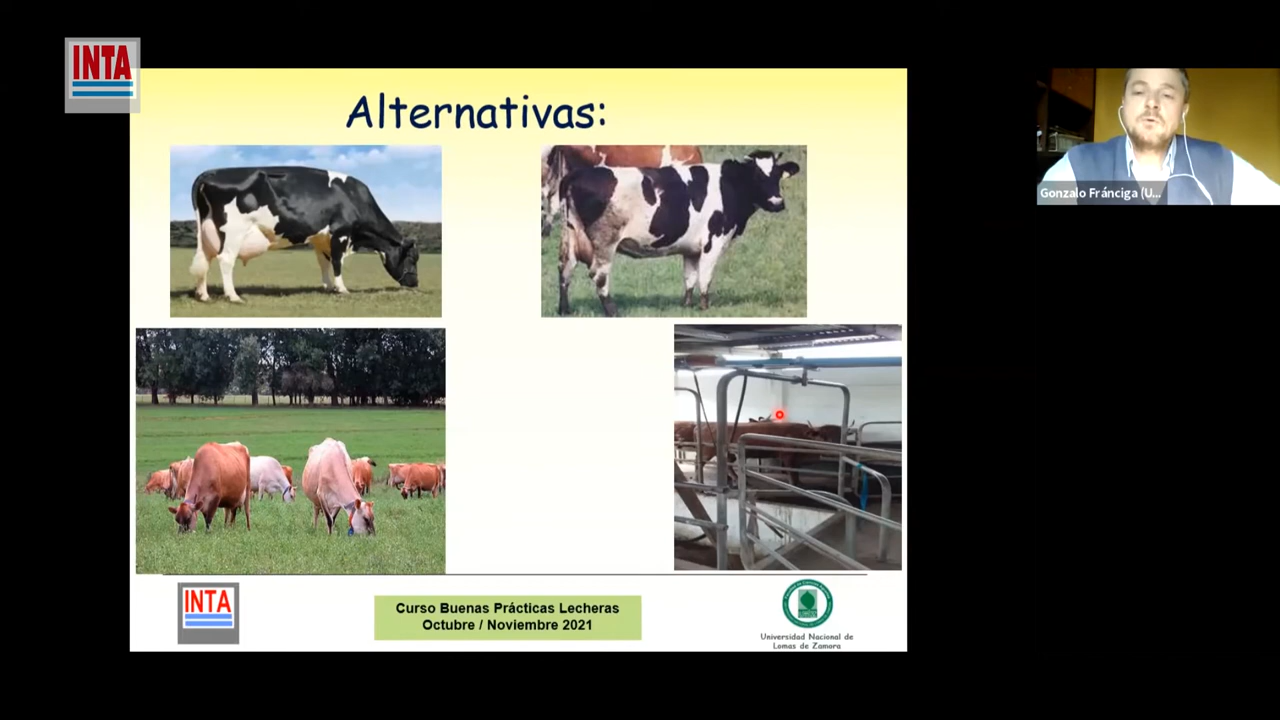 INTA
Alternativas:
Gonzalo Fránciga (U...
INTA
Curso Buenas Prácticas Lecheras
Octubre / Noviembre 2021
Universidad Nacional de
Lomas de Zamora